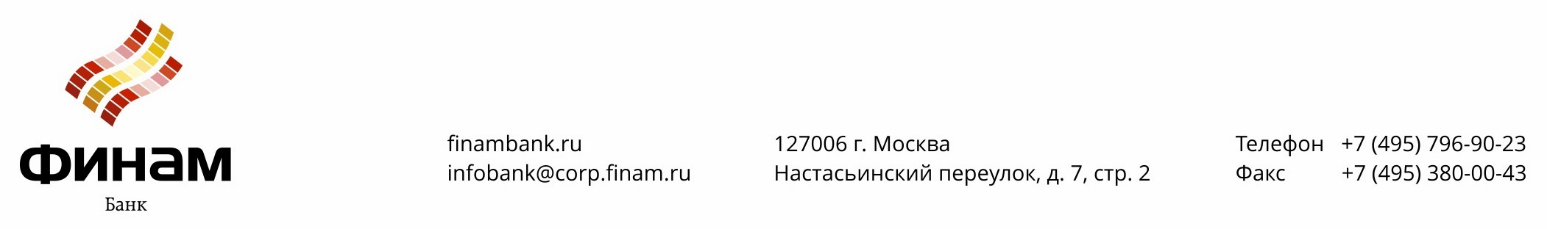 ФИНАМ
Банк
finambank.ru
infobank@corp.finam.ru
127006 г. Москва
Настасьинский переулок, д. 7, стр. 2
Телефон +7 (495) 796-90-23
Факс +7 (495) 380-00-43